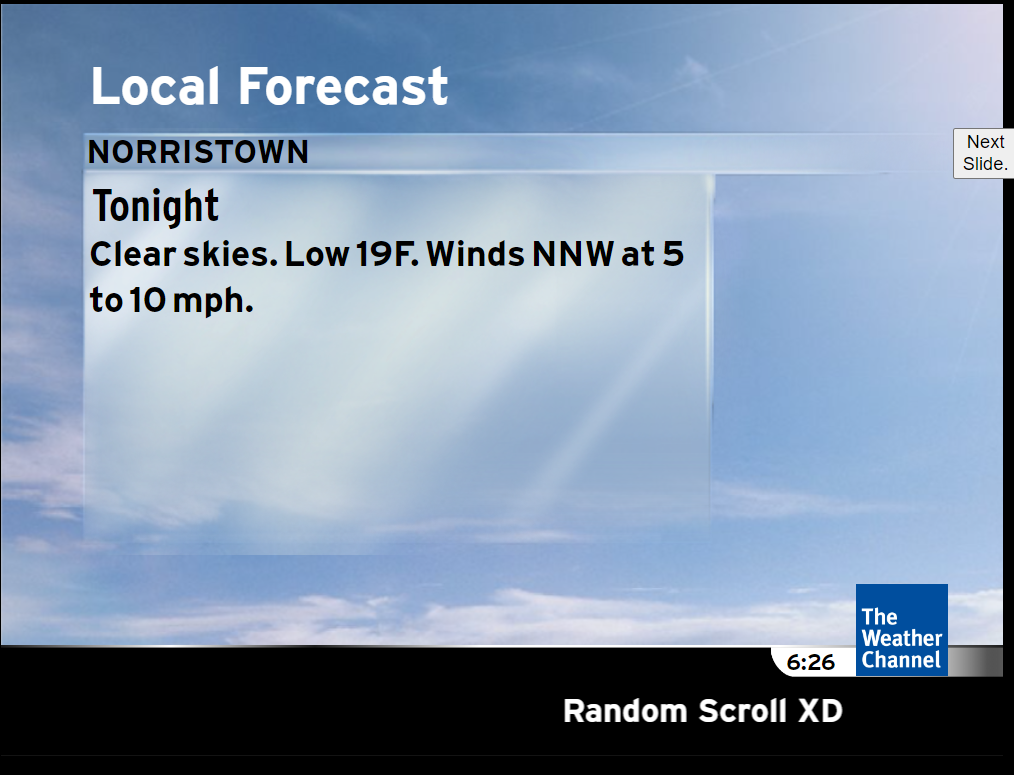 Local Forecast
NORRISTOWN
Next
Slide.
Tonight
Clear skies. Low 19F. Winds NNW at 5
to 10 mph.
The
Weather
Channel
6:26
Random Scroll XD